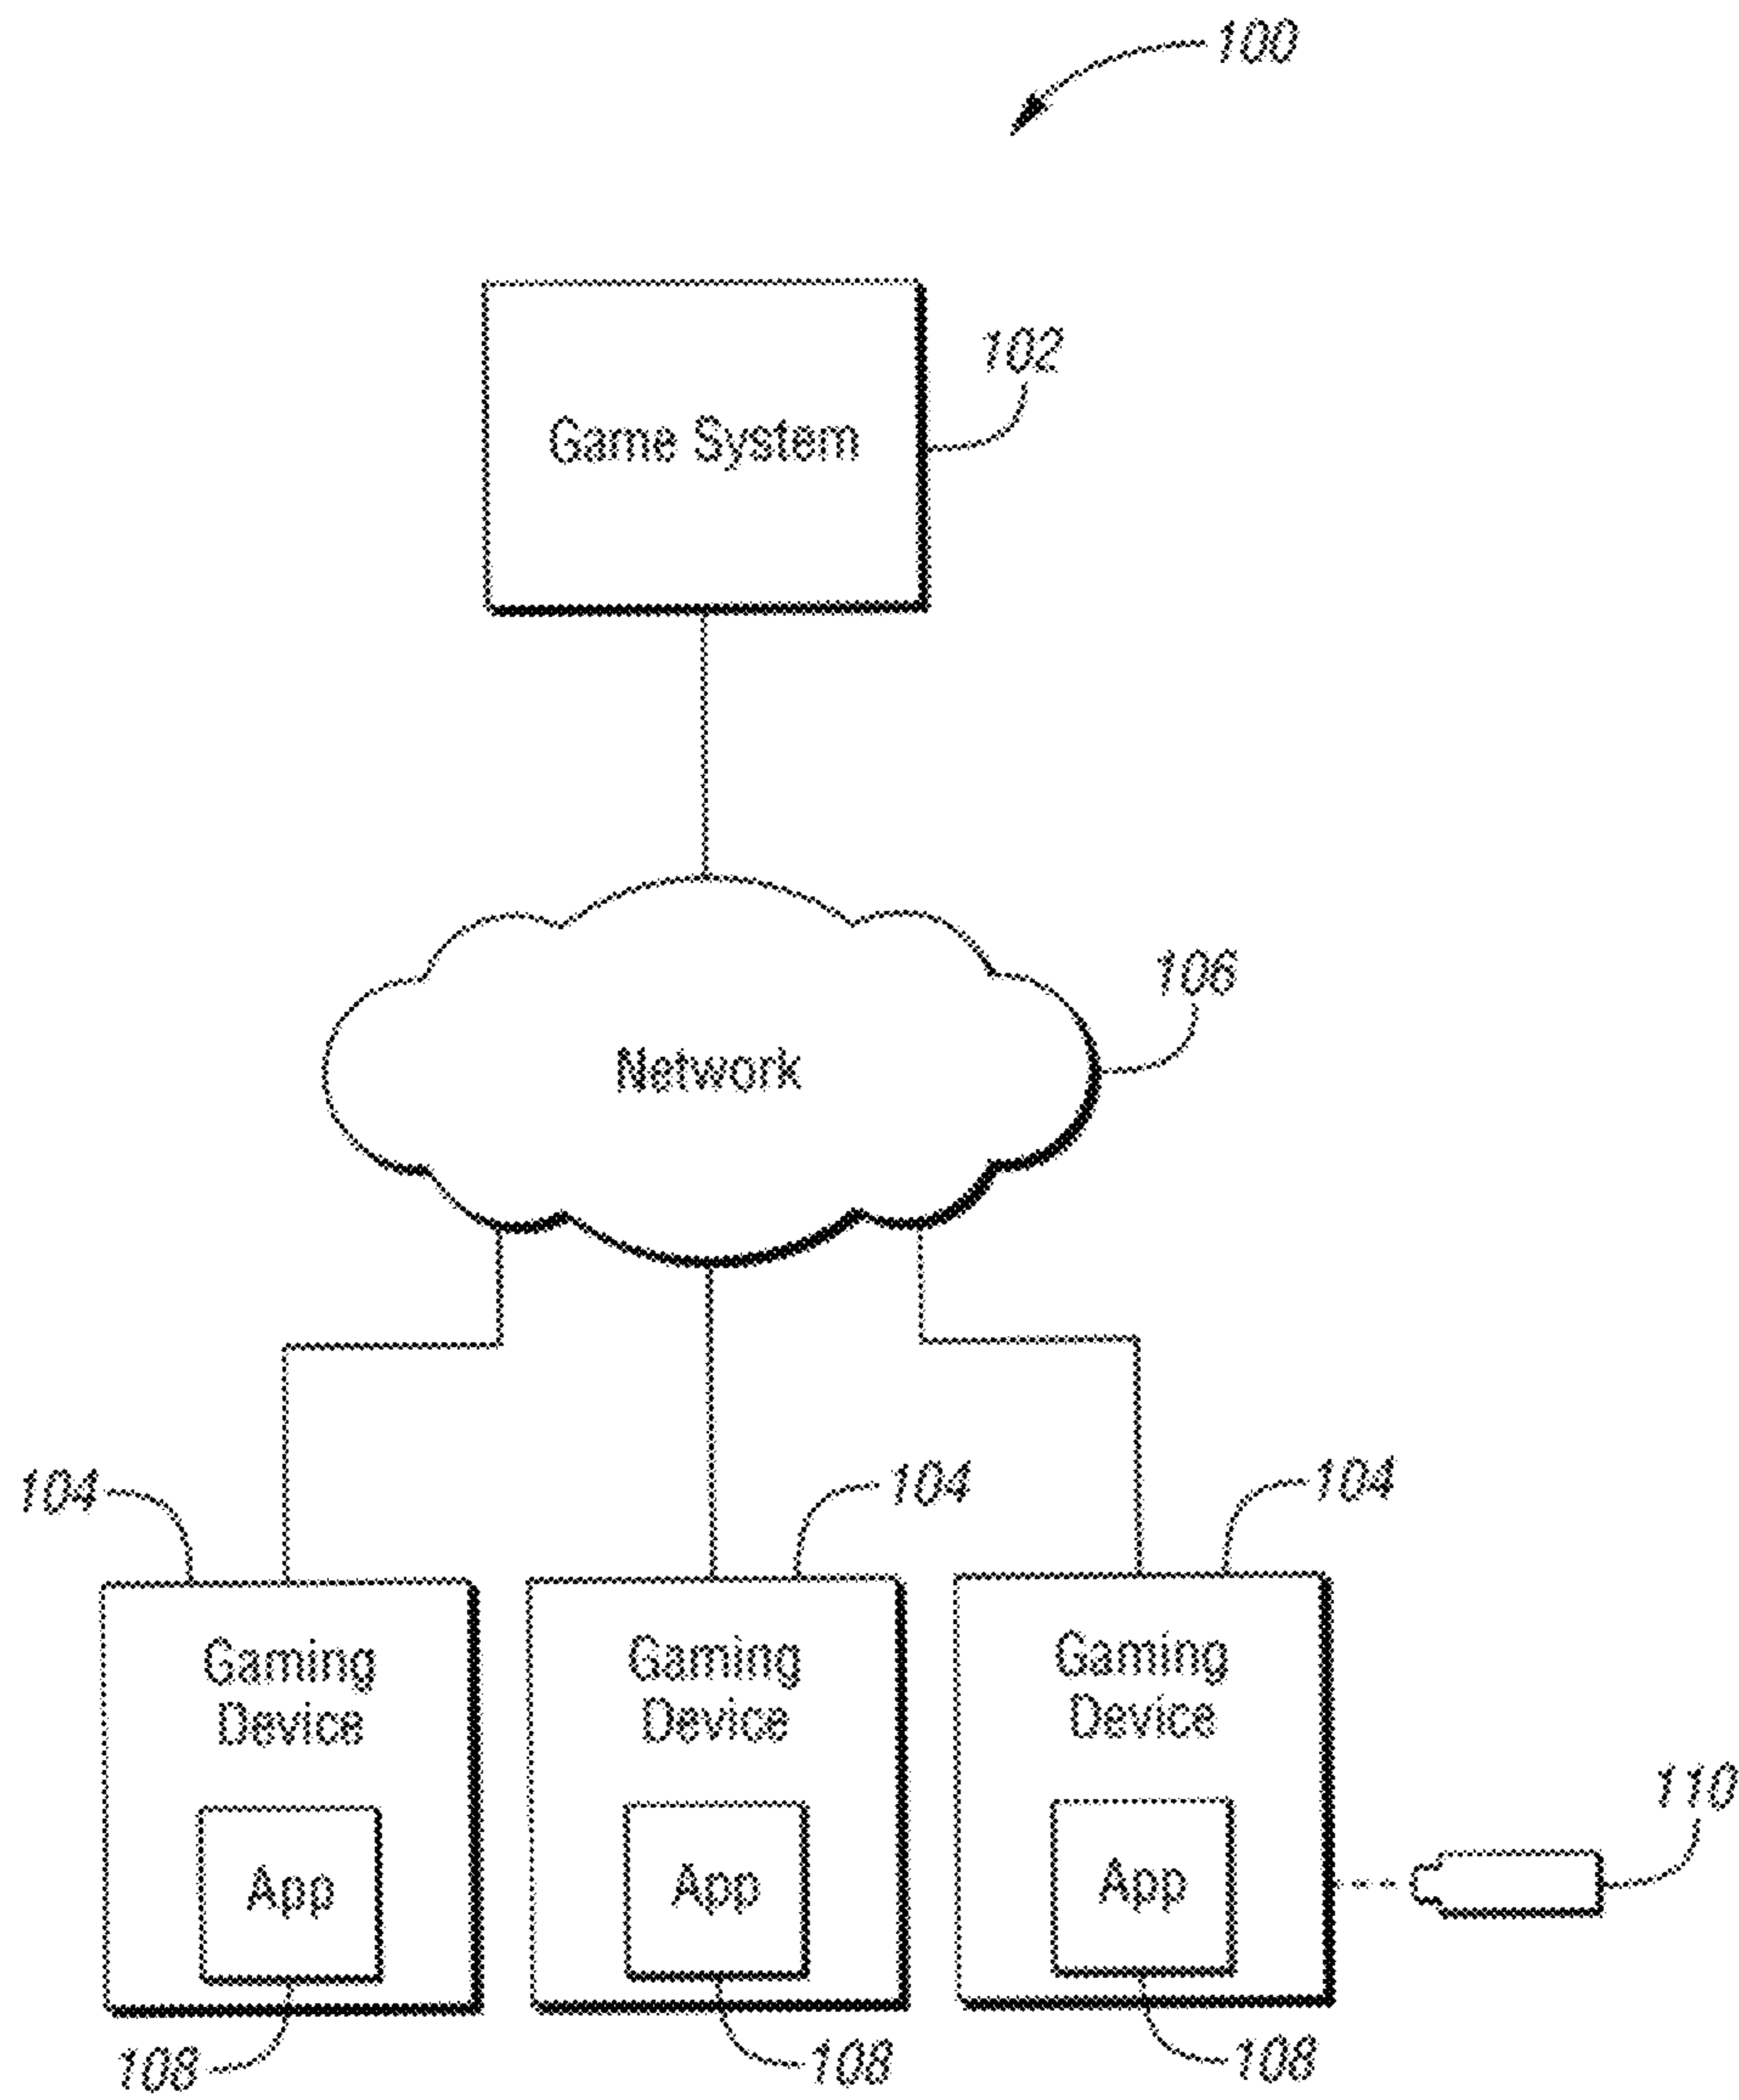 100
102
Game System
106
Network
104
104
104
Gaming
Device
Gaming
Device
Gaming
Device
110
App
App
App
108
108
108